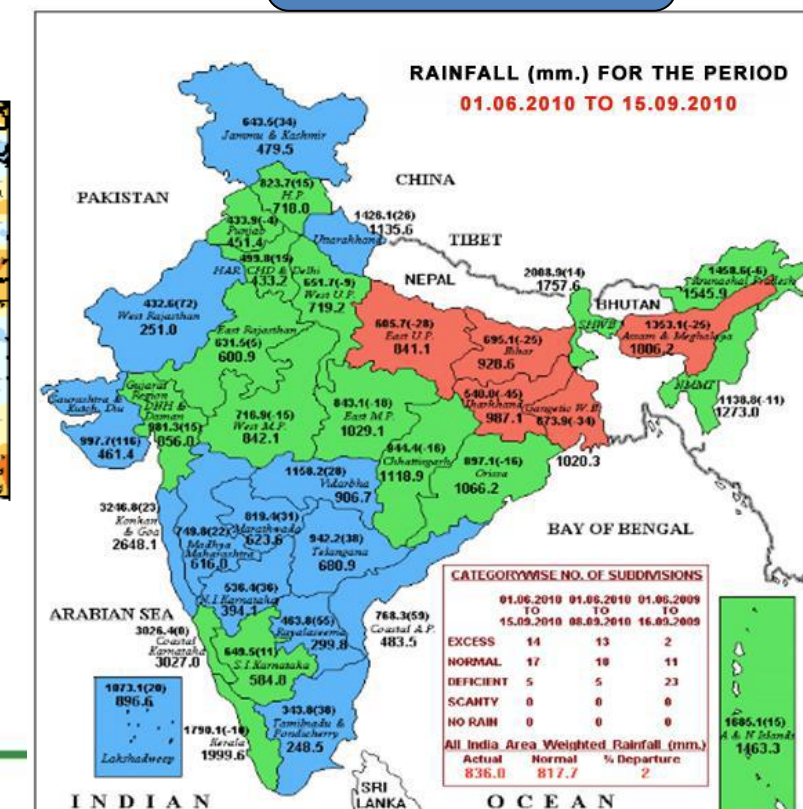 RAINFALL (mm.) FOR THE PERIOD
01.06.2010 TO 15.09.2010
643.5(34)
Jammu & Kashmir
479.5
CHINA
PAKISTAN
823.7(15)
H.P.
718.0
433.9(-4)
Punjab
451.4
1426.1(26)
1135.6
Uttarakhand
TIBET
499.8(15)
HAR. CHD & Delhi
433.2
NEPAL
651.7(-9)
West U.P.
719.2
2008.9(14)
1757.6
SHWB
BHUTAN
1458.6(-6)
Arunachal Pradesh
1545.9
432.6(72)
West Rajasthan
251.0
East Rajasthan
631.5(5)
600.9
605.7(-28)
East U.P.
841.1
695.1(-25)
Bihar
928.6
1353.1(-25)
Assam & Meghalaya
1806.2
NMMT
1138.8(-11)
1273.0
Saurashtra &
Kutch, Diu
997.7(116)
461.4
Gujarat
Region
DHH &
Daman
981.3(15)
856.0
716.9(-15)
West M.P.
842.1
843.1(-18)
East M.P.
1029.1
540.8(-45)
Jharkhand
987.1
Gangetic W.B.
673.9(-34)
1020.3
944.4(-16)
Chhattisgarh
1118.9
897.1(-16)
Orissa
1066.2
1158.2(28)
Vidarbha
906.7
3246.8(23)
Konkan
& Goa
2648.1
749.8(22)
Madhya
Maharashtra
616.0
819.4(31)
Marathwada
623.6
942.2(38)
Telangana
680.9
BAY OF BENGAL
536.4(36)
N.I.Karnataka
394.1
ARABIAN SEA
3026.4(0)
Coastal
Karnataka
3027.0
463.8(55)
Rayalaseema
299.8
768.3(59)
Coastal A.P.
483.5
649.5(11)
S.I.Karnataka
584.8
1073.1(20)
896.6
Lakshadweep
1790.1(-10)
Kerala
1999.6
343.8(38)
Tamilnadu &
Pondicherry
248.5
CATEGORYWISE NO. OF SUBDIVISIONS
01.06.2010 01.06.2010 01.06.2009
TO TO TO
15.09.2010 08.09.2010 16.09.2009
EXCESS 14 13 2
NORMAL 17 18 11
DEFICIENT 5 5 23
SCANTY 0 0 0
NO RAIN 0 0 0
All India Area Weighted Rainfall (mm.)
Actual Normal % Departure
836.0 817.7 2
1685.1(15)
A & N Islands
1463.3
SRI
LANKA
INDIAN OCEAN